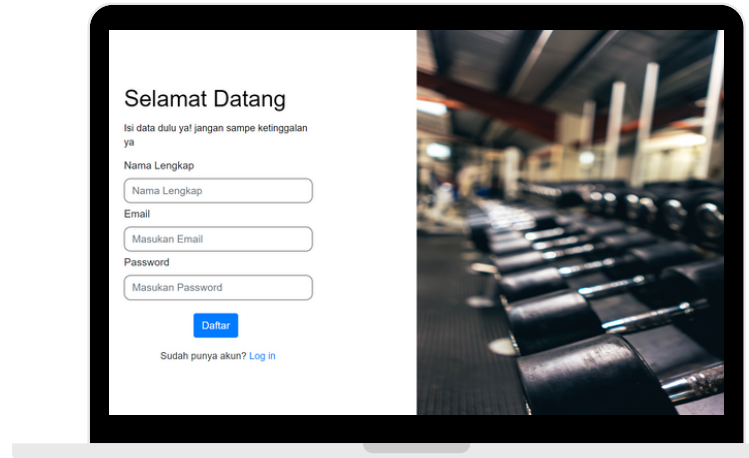 Selamat Datang
Isi data dulu ya! jangan sampe ketinggalan
ya
Nama Lengkap
Nama Lengkap
Email
Masukan Email
Password
Masukan Password
Daftar
Sudah punya akun? Log in